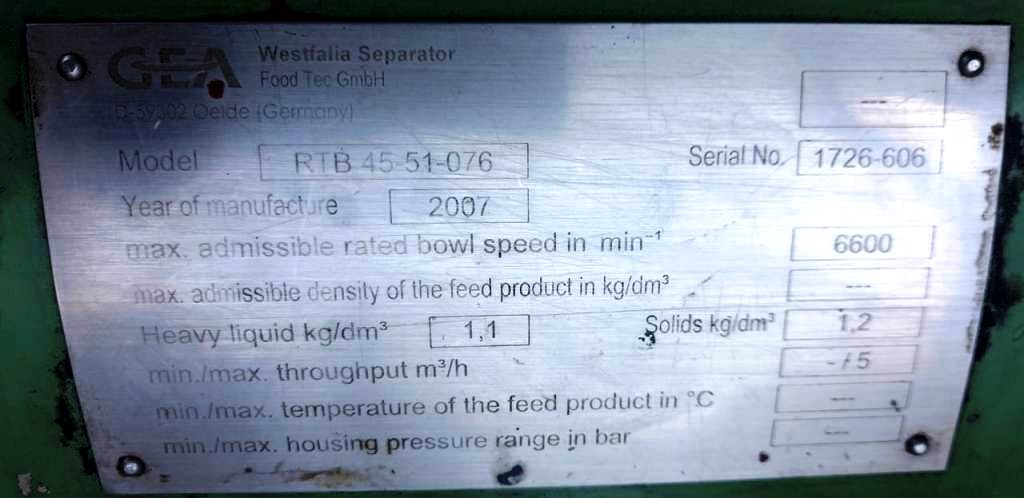 GEA Westfalia Separator
Food Tec GmbH
D-59302 Oelde (Germany)
---
Model RTB 45-51-076 Serial No. 1726-606
Year of manufacture 2007
max. admissible rated bowl speed in min⁻¹ 6600
max. admissible density of the feed product in kg/dm³ ---
Heavy liquid kg/dm³ 1,1 Solids kg/dm³ 1,2
min./max. throughput m³/h -/5
min./max. temperature of the feed product in °C ---
min./max. housing pressure range in bar ---